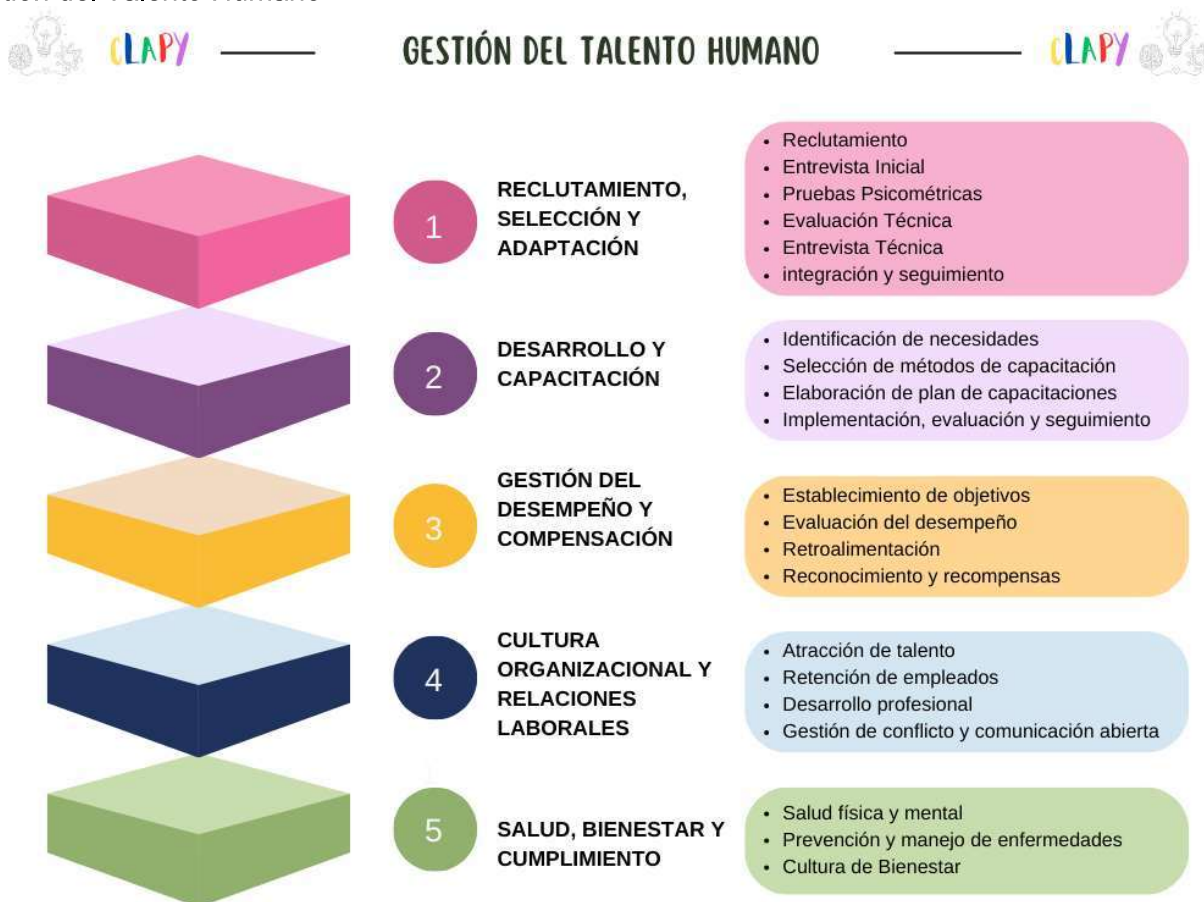 del Talento Humano
CLAPY
GESTIÓN DEL TALENTO HUMANO
CLAPY
1
RECLUTAMIENTO,
SELECCIÓN Y
ADAPTACIÓN
• Reclutamiento
• Entrevista Inicial
• Pruebas Psicométricas
• Evaluación Técnica
• Entrevista Técnica
• integración y seguimiento
2
DESARROLLO Y
CAPACITACIÓN
• Identificación de necesidades
• Selección de métodos de capacitación
• Elaboración de plan de capacitaciones
• Implementación, evaluación y seguimiento
3
GESTIÓN DEL
DESEMPEÑO Y
COMPENSACIÓN
• Establecimiento de objetivos
• Evaluación del desempeño
• Retroalimentación
• Reconocimiento y recompensas
4
CULTURA
ORGANIZACIONAL Y
RELACIONES
LABORALES
• Atracción de talento
• Retención de empleados
• Desarrollo profesional
• Gestión de conflicto y comunicación abierta
5
SALUD, BIENESTAR Y
CUMPLIMIENTO
• Salud física y mental
• Prevención y manejo de enfermedades
• Cultura de Bienestar